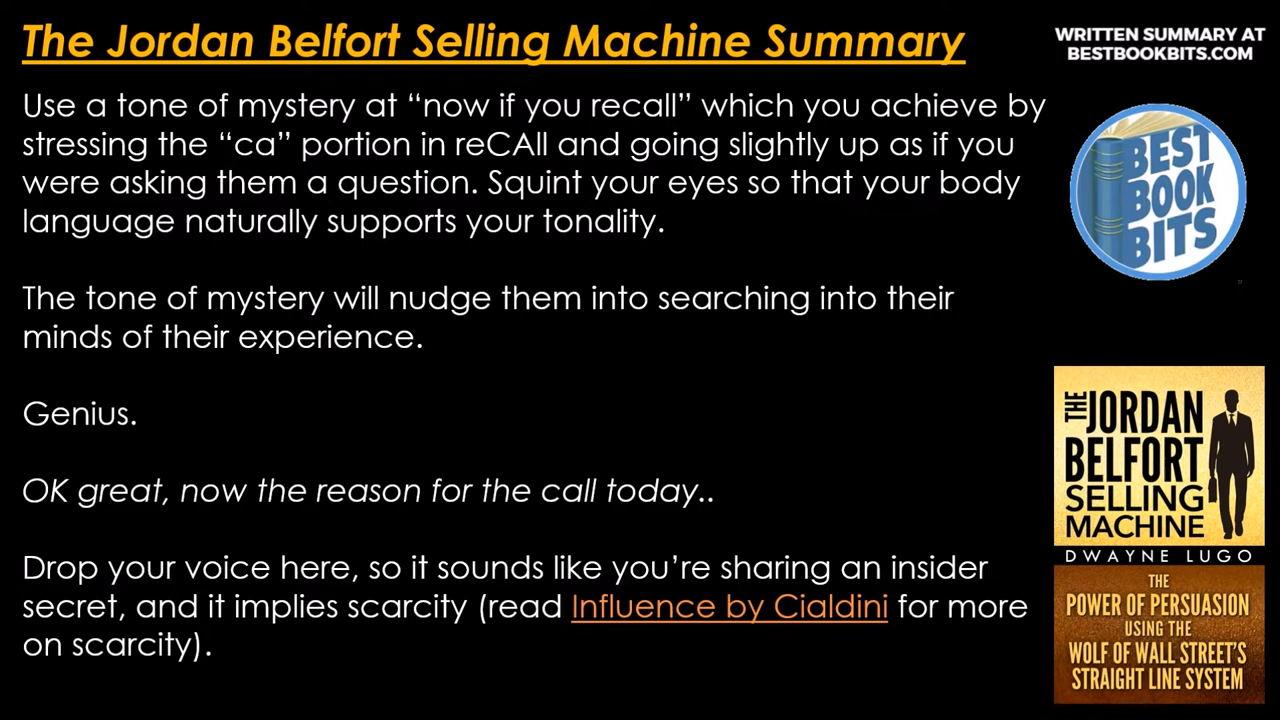 The Jordan Belfort Selling Machine Summary
WRITTEN SUMMARY AT
BESTBOOKBITS.COM
Use a tone of mystery at “now if you recall” which you achieve by
stressing the “ca” portion in reCAll and going slightly up as if you
were asking them a question. Squint your eyes so that your body
language naturally supports your tonality.
The tone of mystery will nudge them into searching into their
minds of their experience.
Genius.
OK great, now the reason for the call today..
Drop your voice here, so it sounds like you’re sharing an insider
secret, and it implies scarcity (read Influence by Cialdini for more
on scarcity).
BEST
BOOK
BITS
THE JORDAN
BELFORT
SELLING
MACHINE
DWAYNE LUGO
THE
POWER OF PERSUASION
USING THE
WOLF OF WALL STREET’S
STRAIGHT LINE SYSTEM